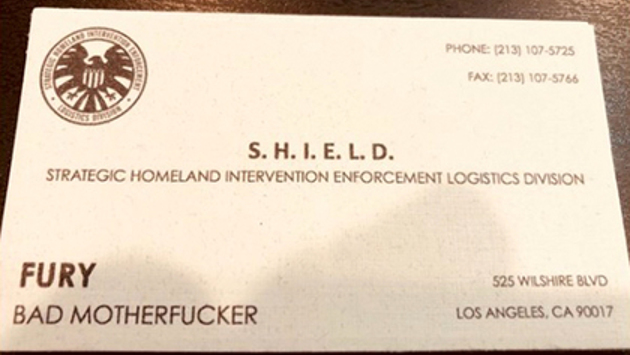 STRATEGIC HOMELAND INTERVENTION ENFORCEMENT
LOGISTICS DIVISION
PHONE: (213) 107-5725
FAX: (213) 107-5766
S. H. I. E. L. D.
STRATEGIC HOMELAND INTERVENTION ENFORCEMENT LOGISTICS DIVISION
FURY
BAD MOTHERFUCKER
525 WILSHIRE BLVD
LOS ANGELES, CA 90017